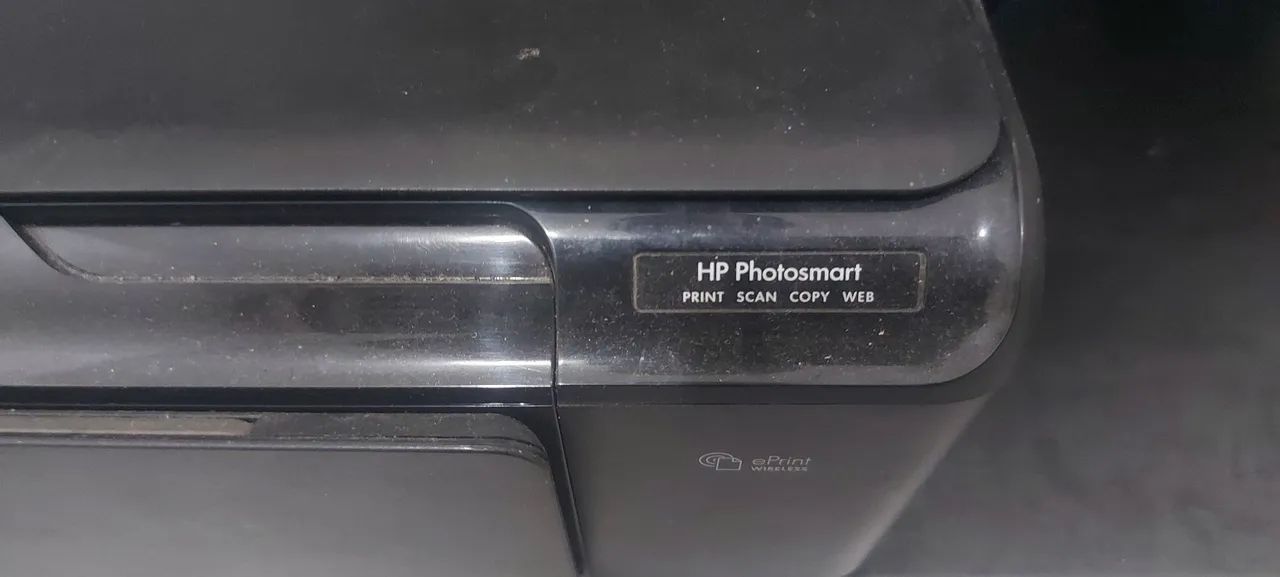 HP Photosmart
PRINT SCAN COPY WEB
ePrint
WIRELESS